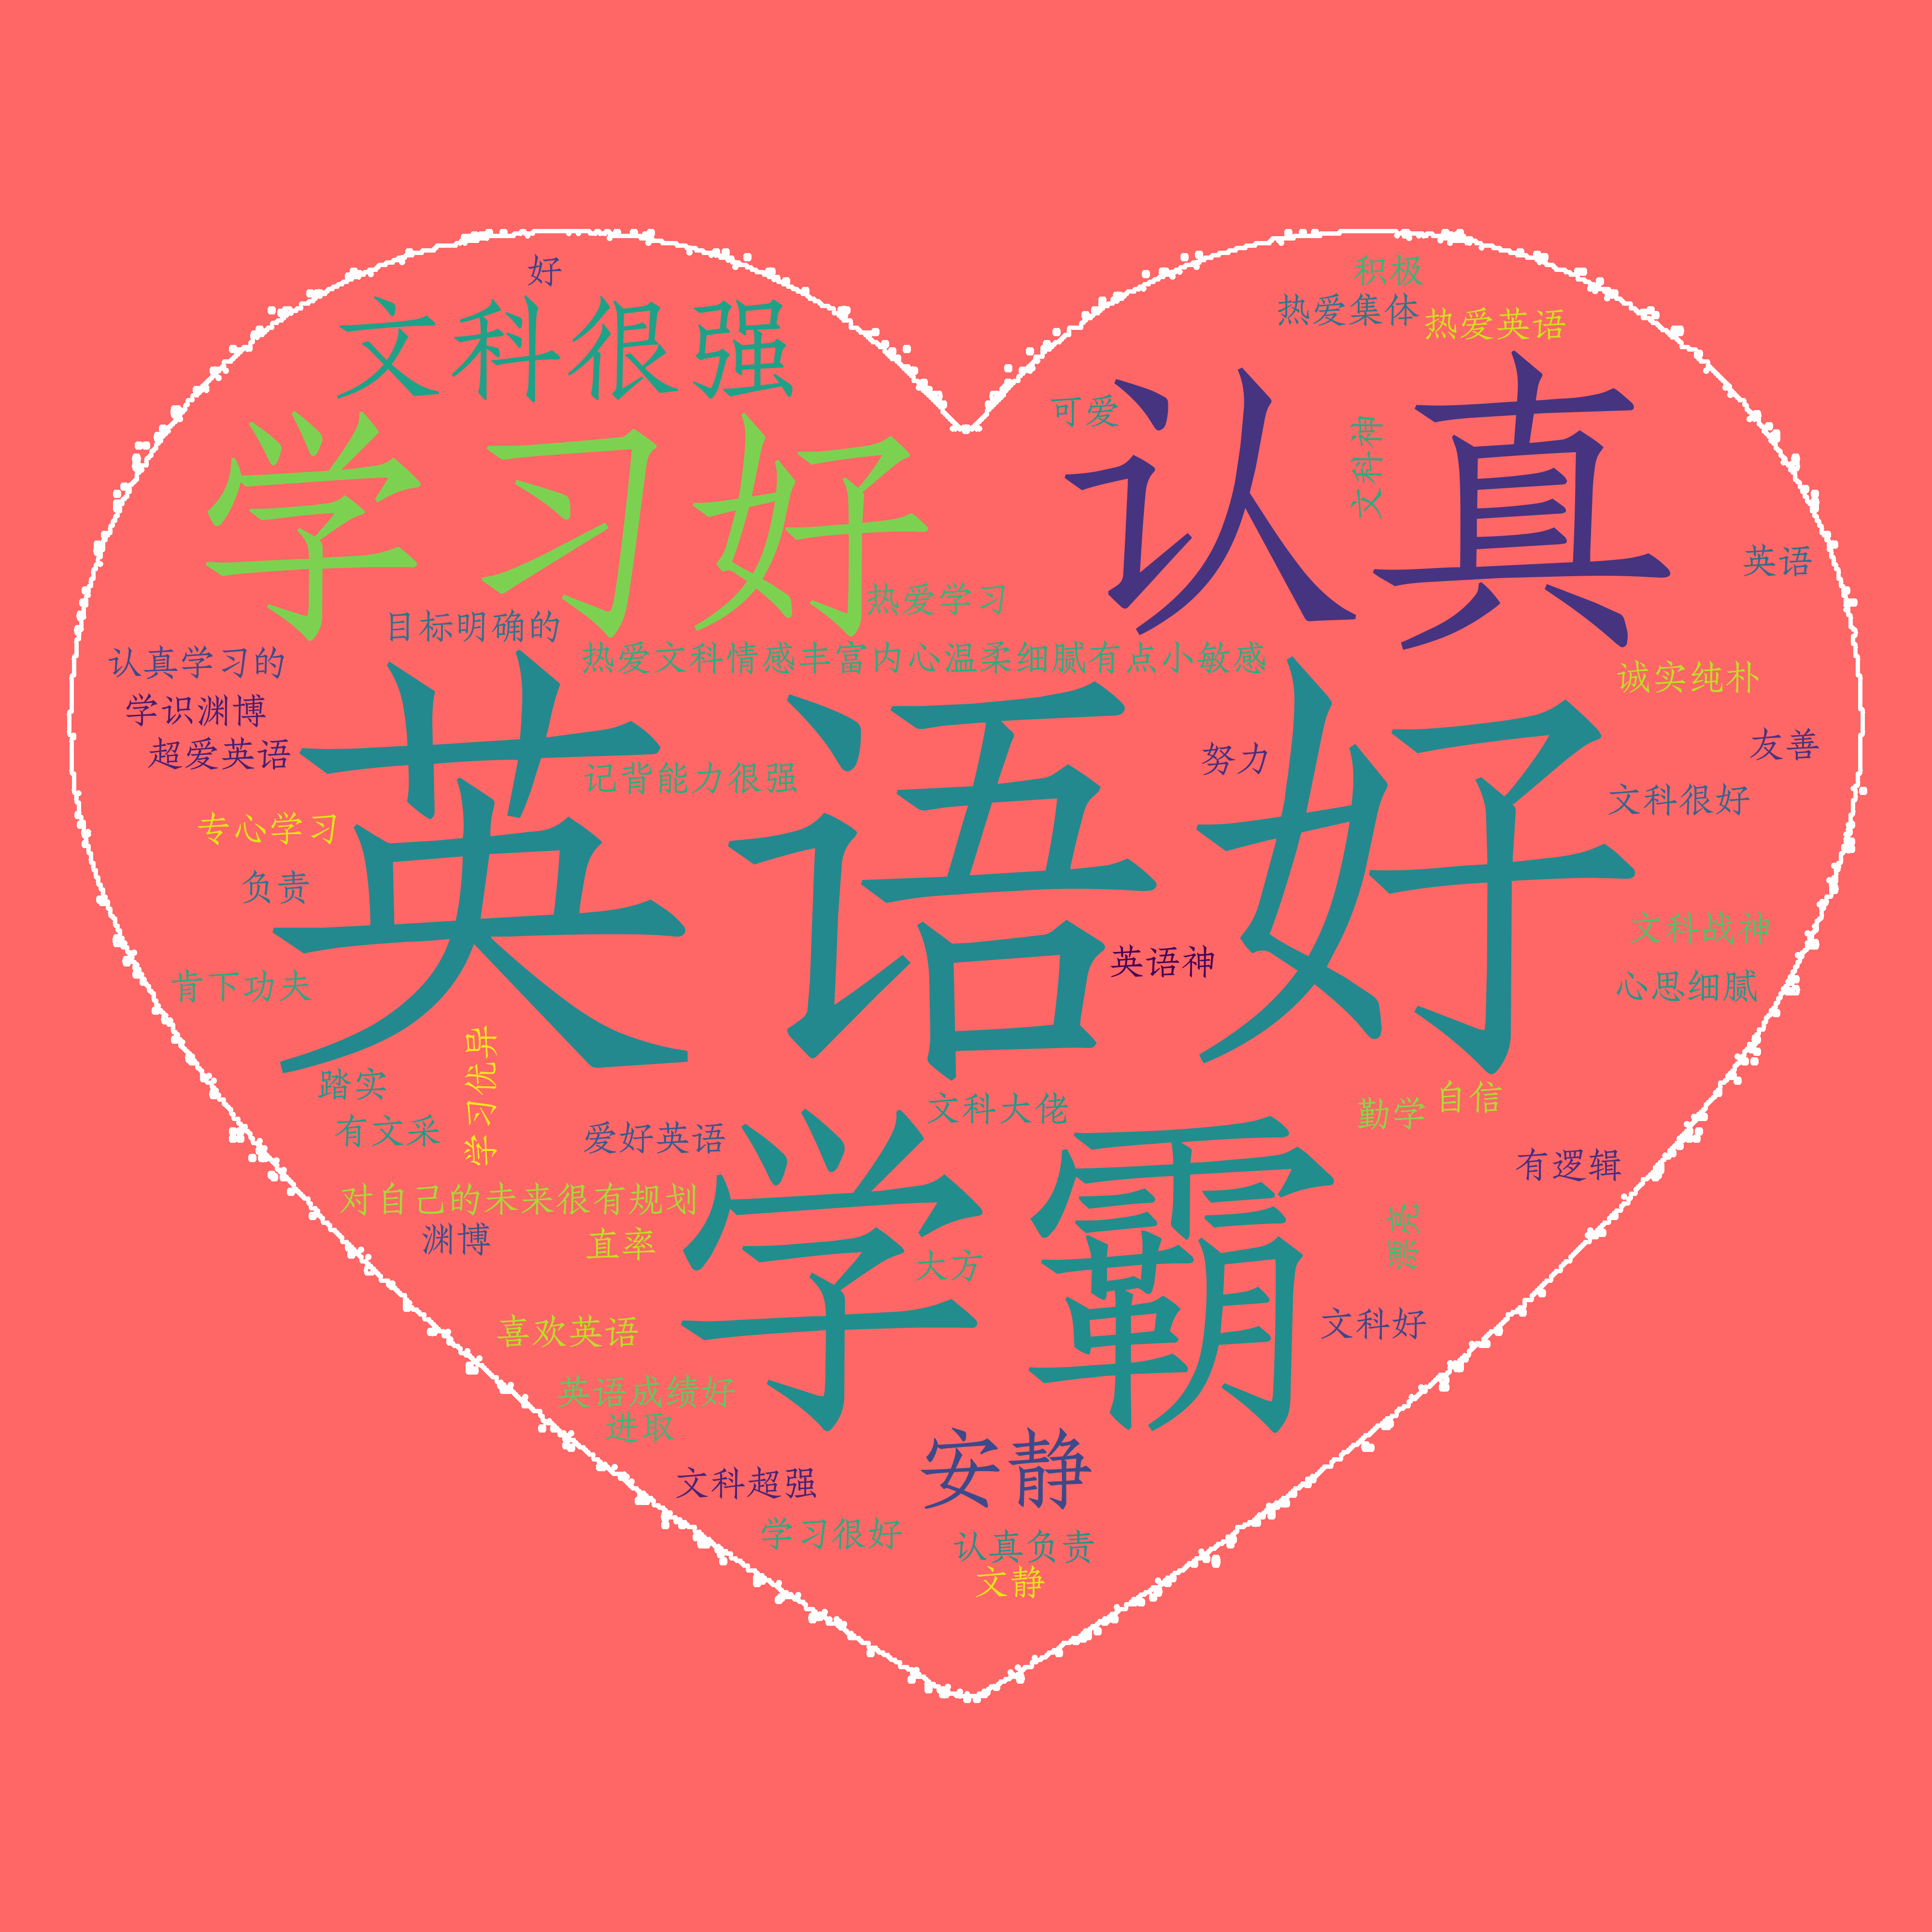 好
积极
热爱集体
热爱英语
文科很强
可爱
文科神
认真
学习好
英语
热爱学习
目标明确的
热爱文科情感丰富内心温柔细腻有点小敏感
认真学习的
诚实纯朴
学识渊博
超爱英语
努力
友善
记背能力很强
文科很好
英语好
专心学习
负责
文科战神
英语神
肯下功夫
心思细腻
学习优异
踏实
文科大佬
勤学
自信
有文采
爱好英语
有逻辑
对自己的未来很有规划
漂亮
渊博
直率
大方
学霸
喜欢英语
文科好
英语成绩好
进取
安静
文科超强
学习很好
认真负责
文静